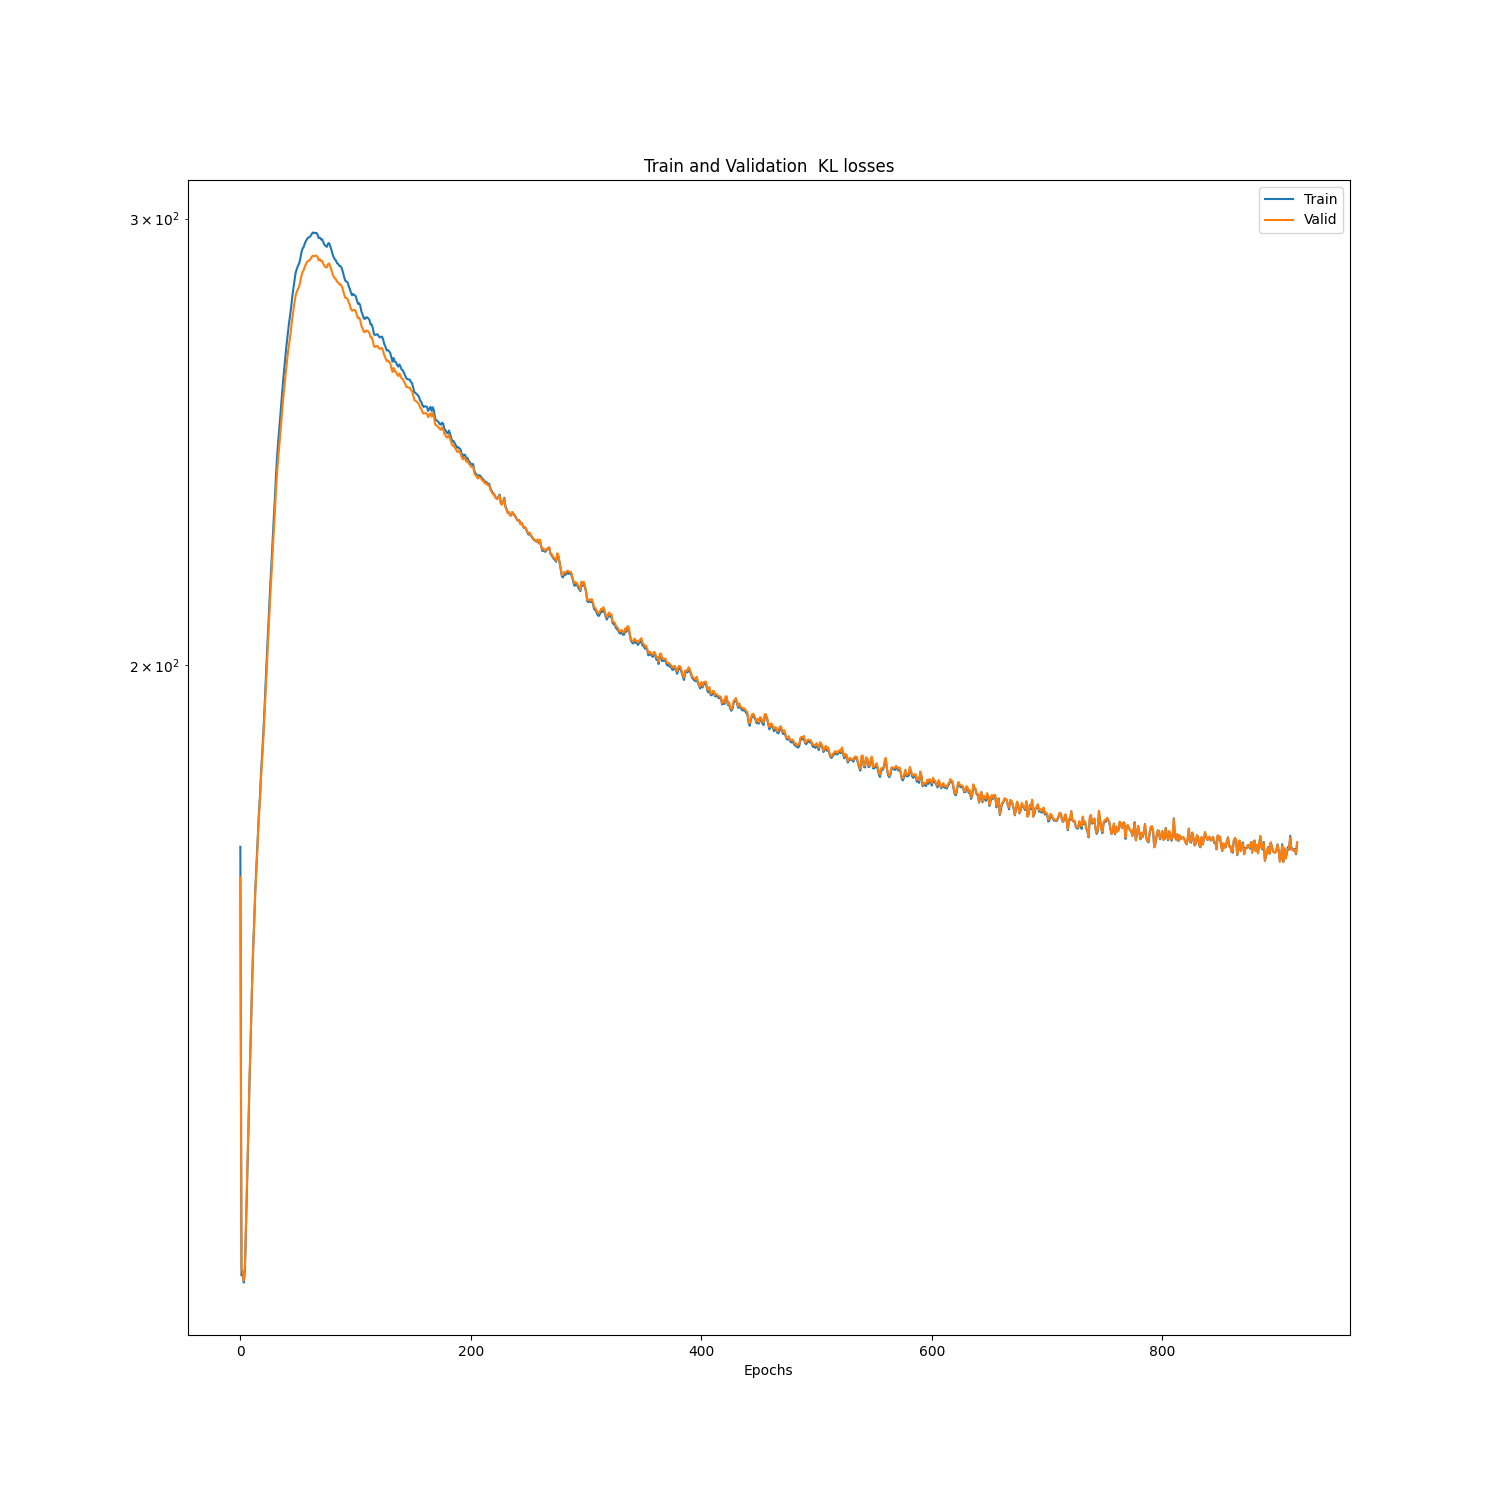 Train and Validation  KL losses
Train
Valid
3 × 10²
2 × 10²
0 200 400 600 800
Epochs